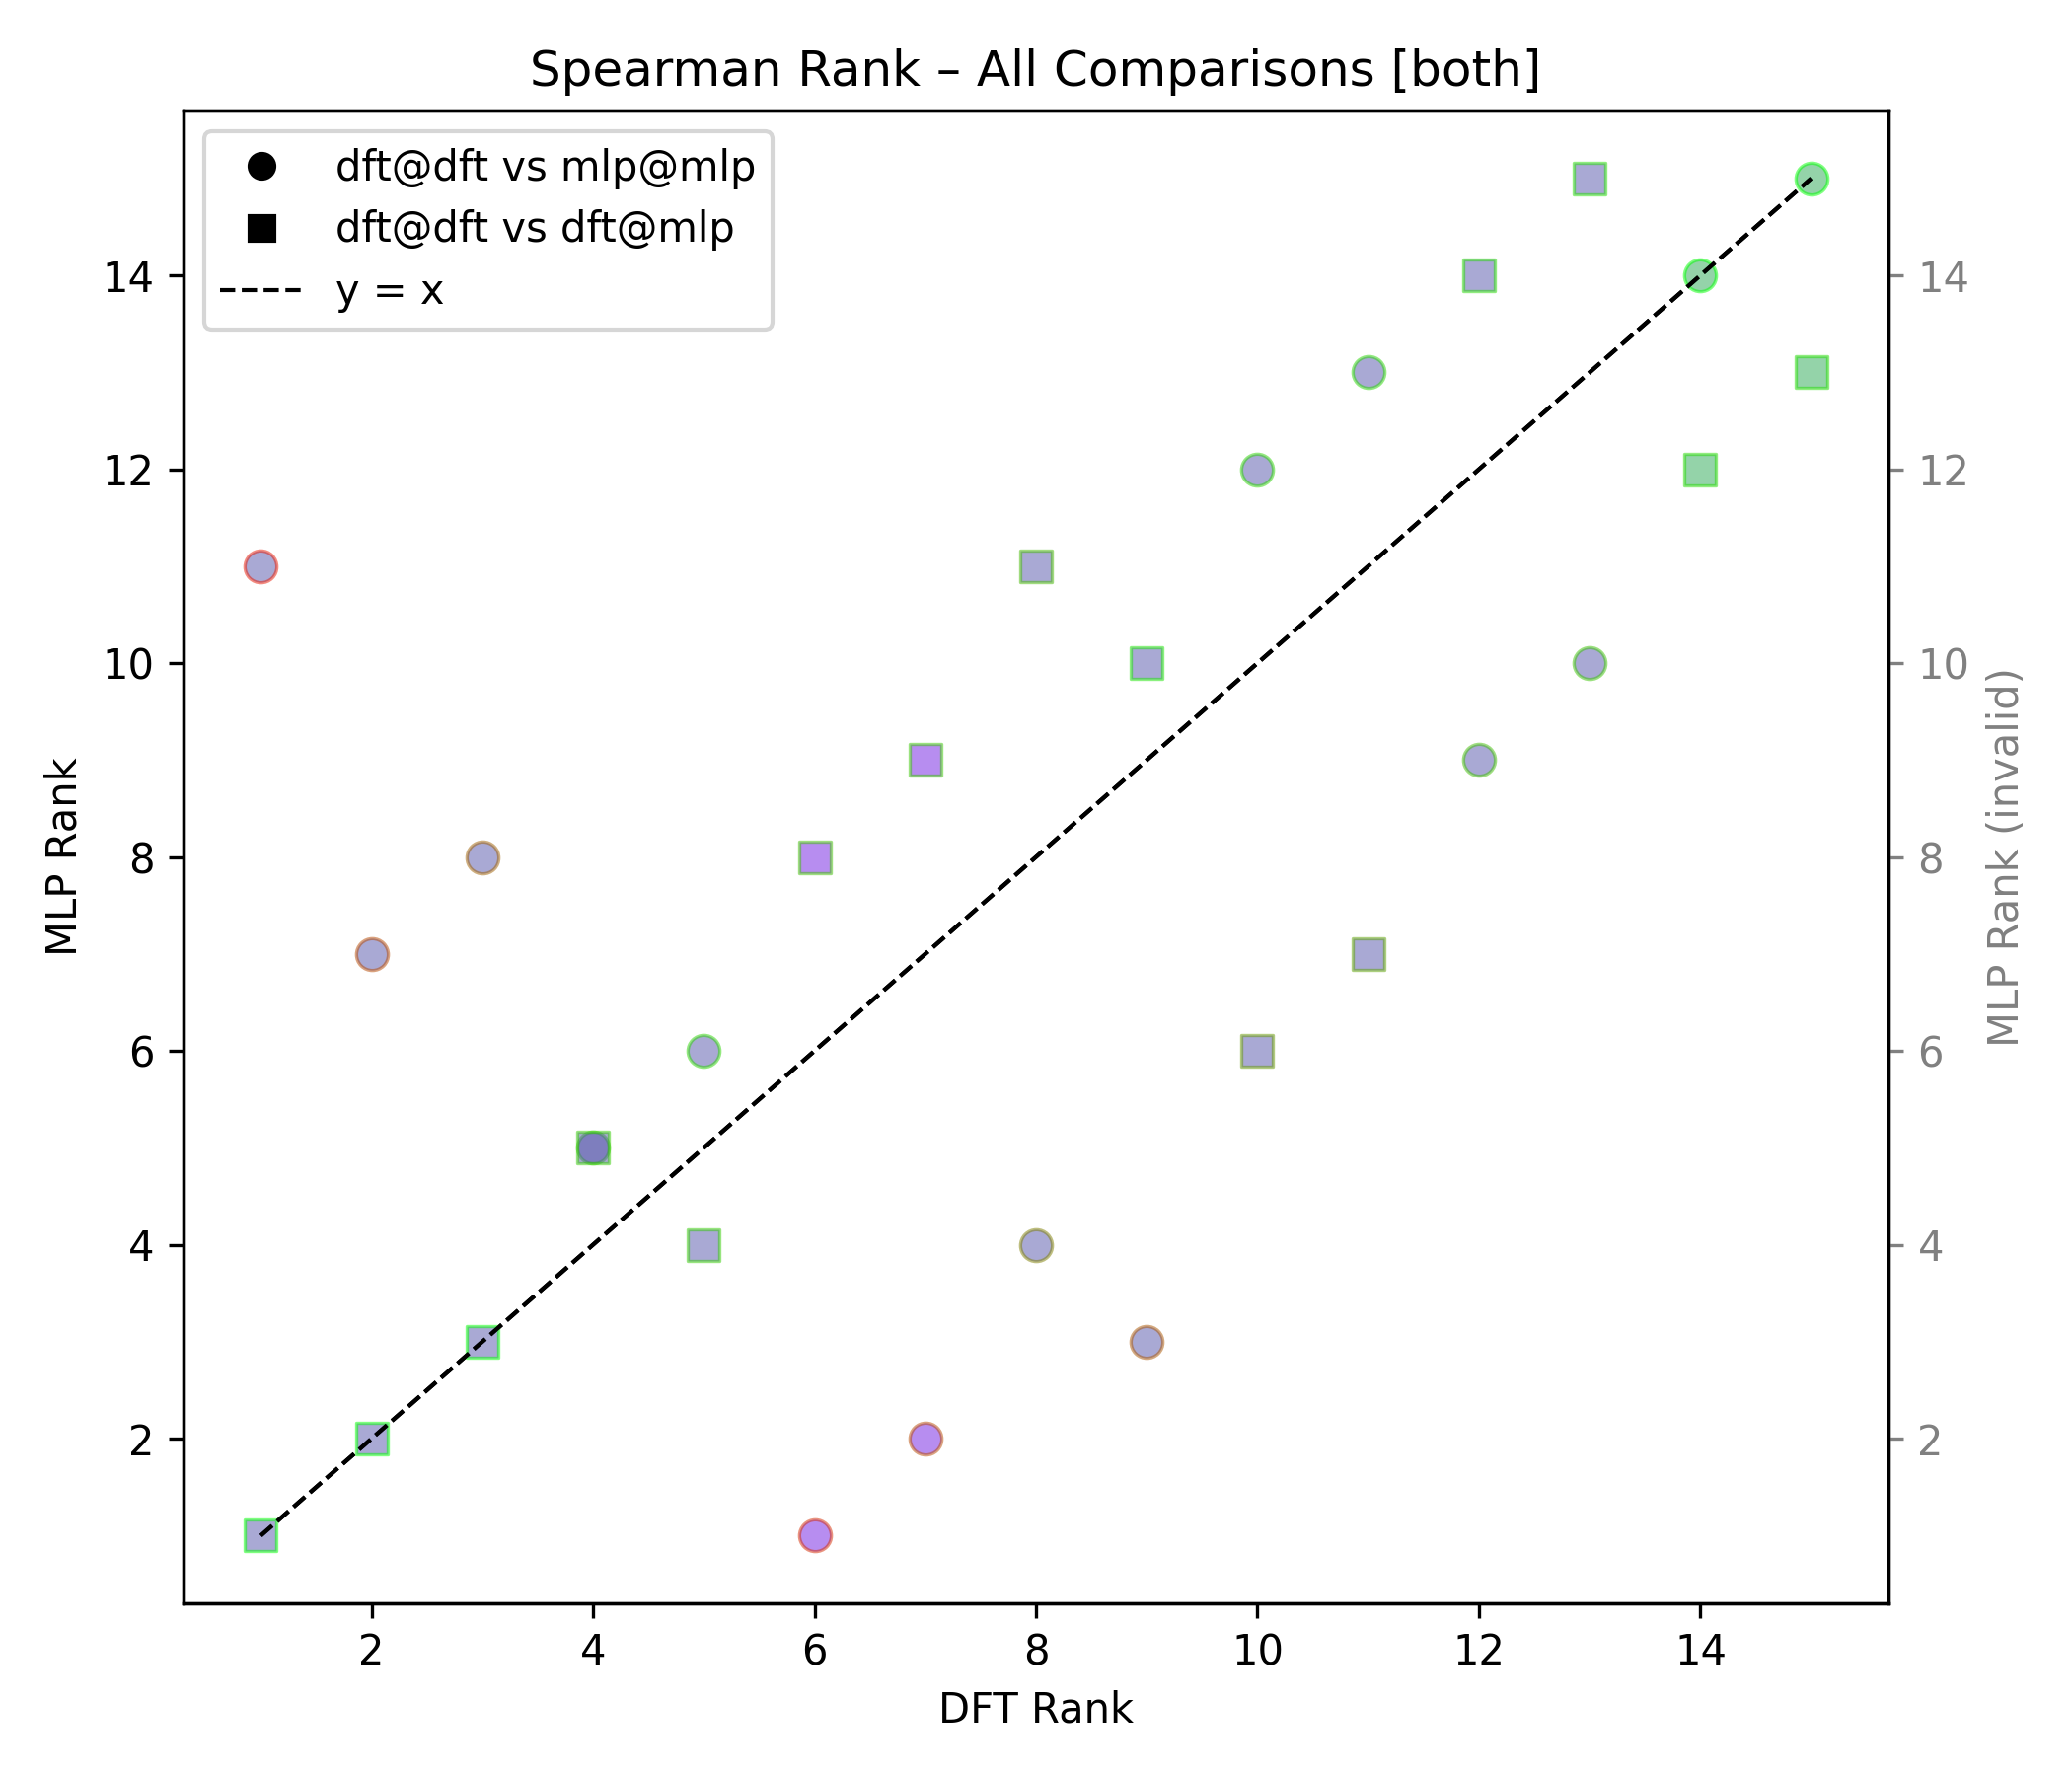 Spearman Rank – All Comparisons [both]
dft@dft vs mlp@mlp
dft@dft vs dft@mlp
y = x
MLP Rank
14
12
10
8
6
4
2
14
12
10
8
6
4
2
MLP Rank (invalid)
2 4 6 8 10 12 14
DFT Rank